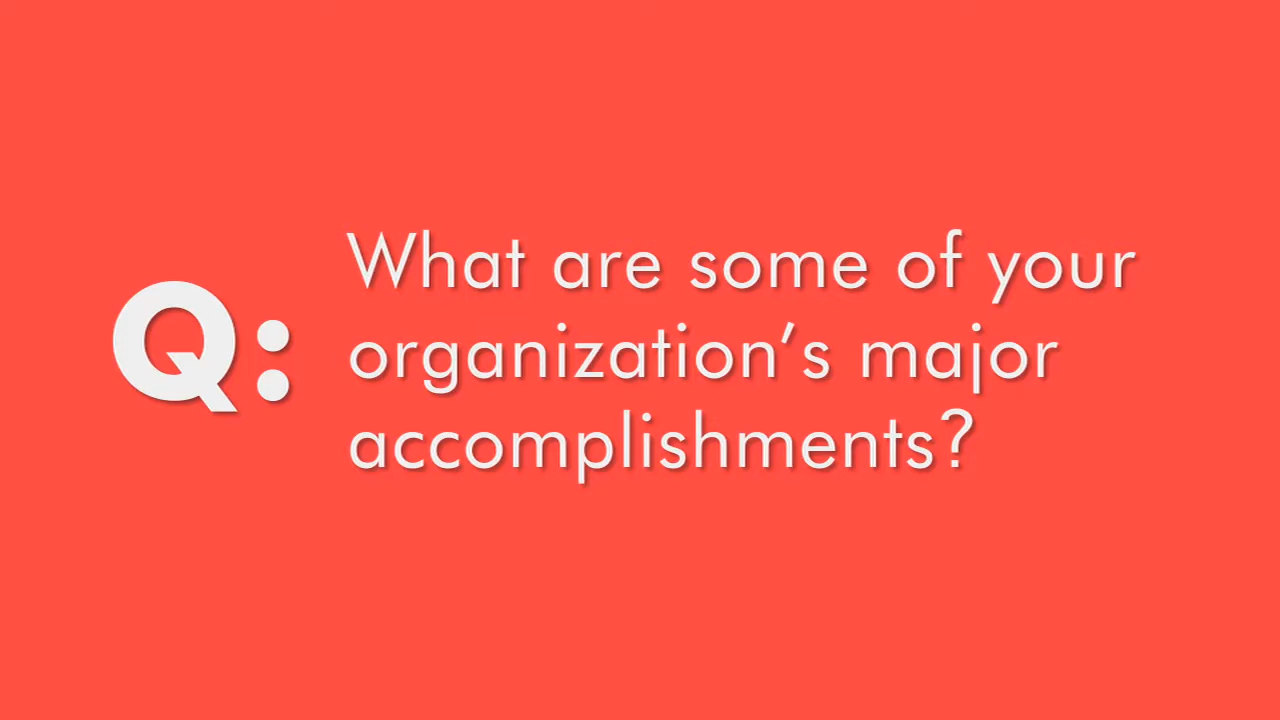 Q:
What are some of your
organization's major
accomplishments?